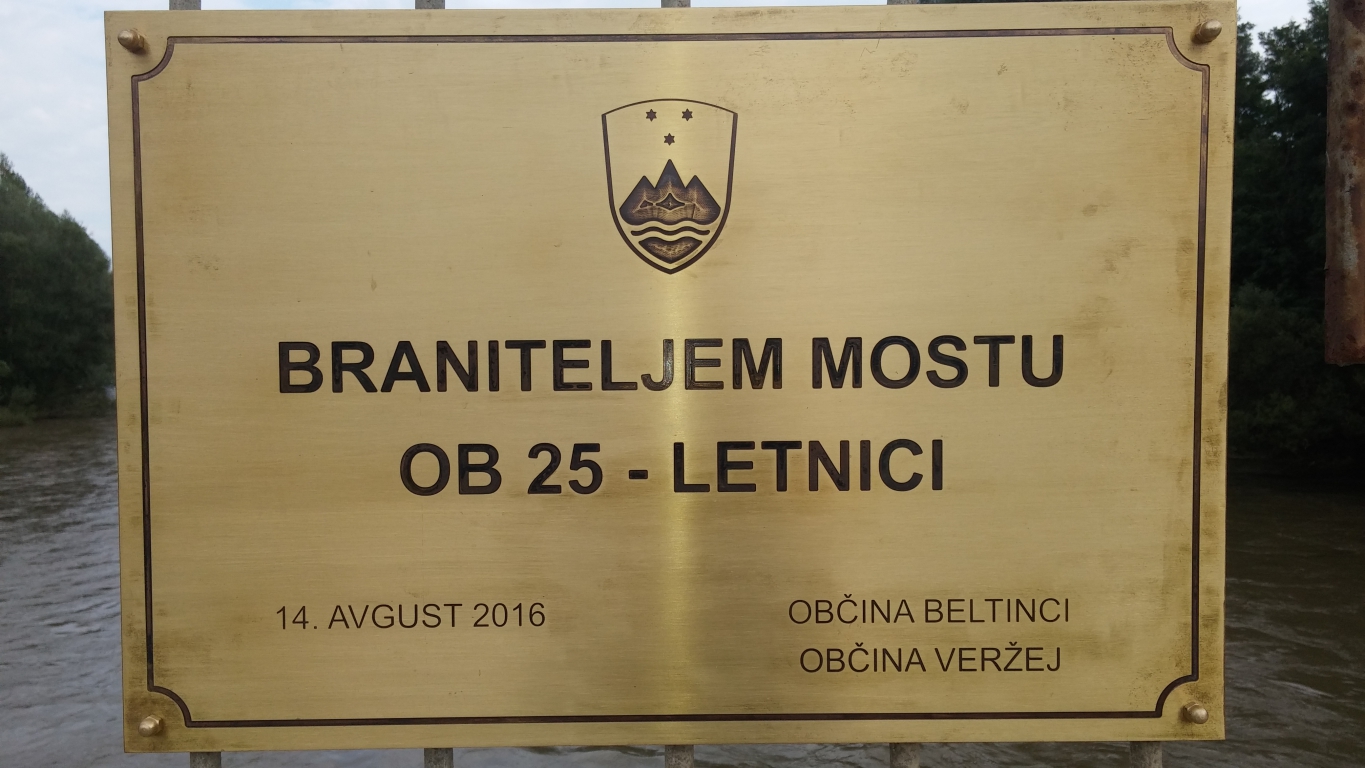 BRANITELJEM MOSTU
OB 25 - LETNICI
14. AVGUST 2016
OBČINA BELTINCI
OBČINA VERŽEJ